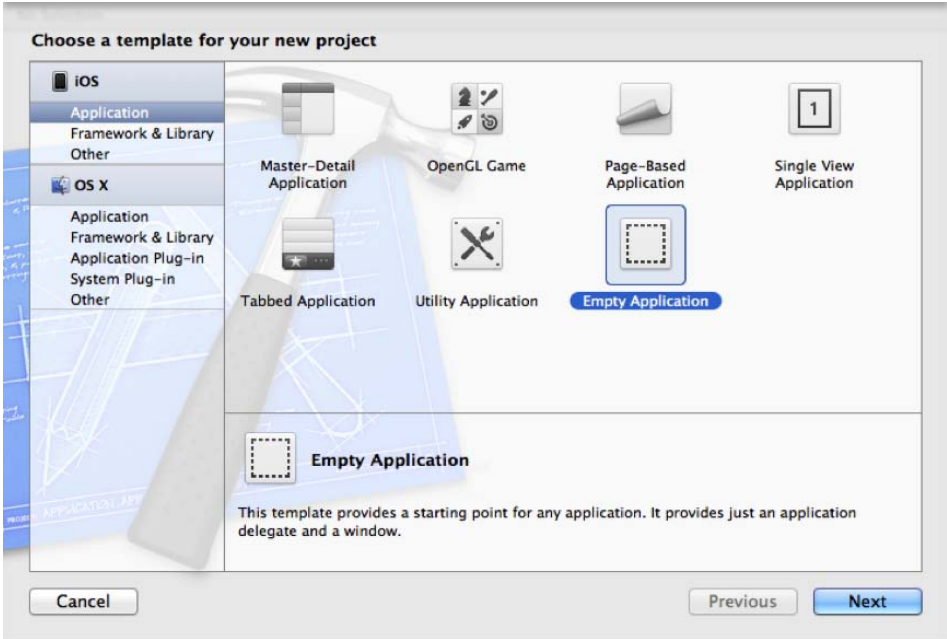 Choose a template for your new project
iOS
Application
Framework & Library
Other
OS X
Application
Framework & Library
Application Plug-in
System Plug-in
Other
Master-Detail
Application
OpenGL Game
Page-Based
Application
1
Single View
Application
Tabbed Application
Utility Application
Empty Application
Empty Application
This template provides a starting point for any application. It provides just an application
delegate and a window.
Cancel
Previous
Next